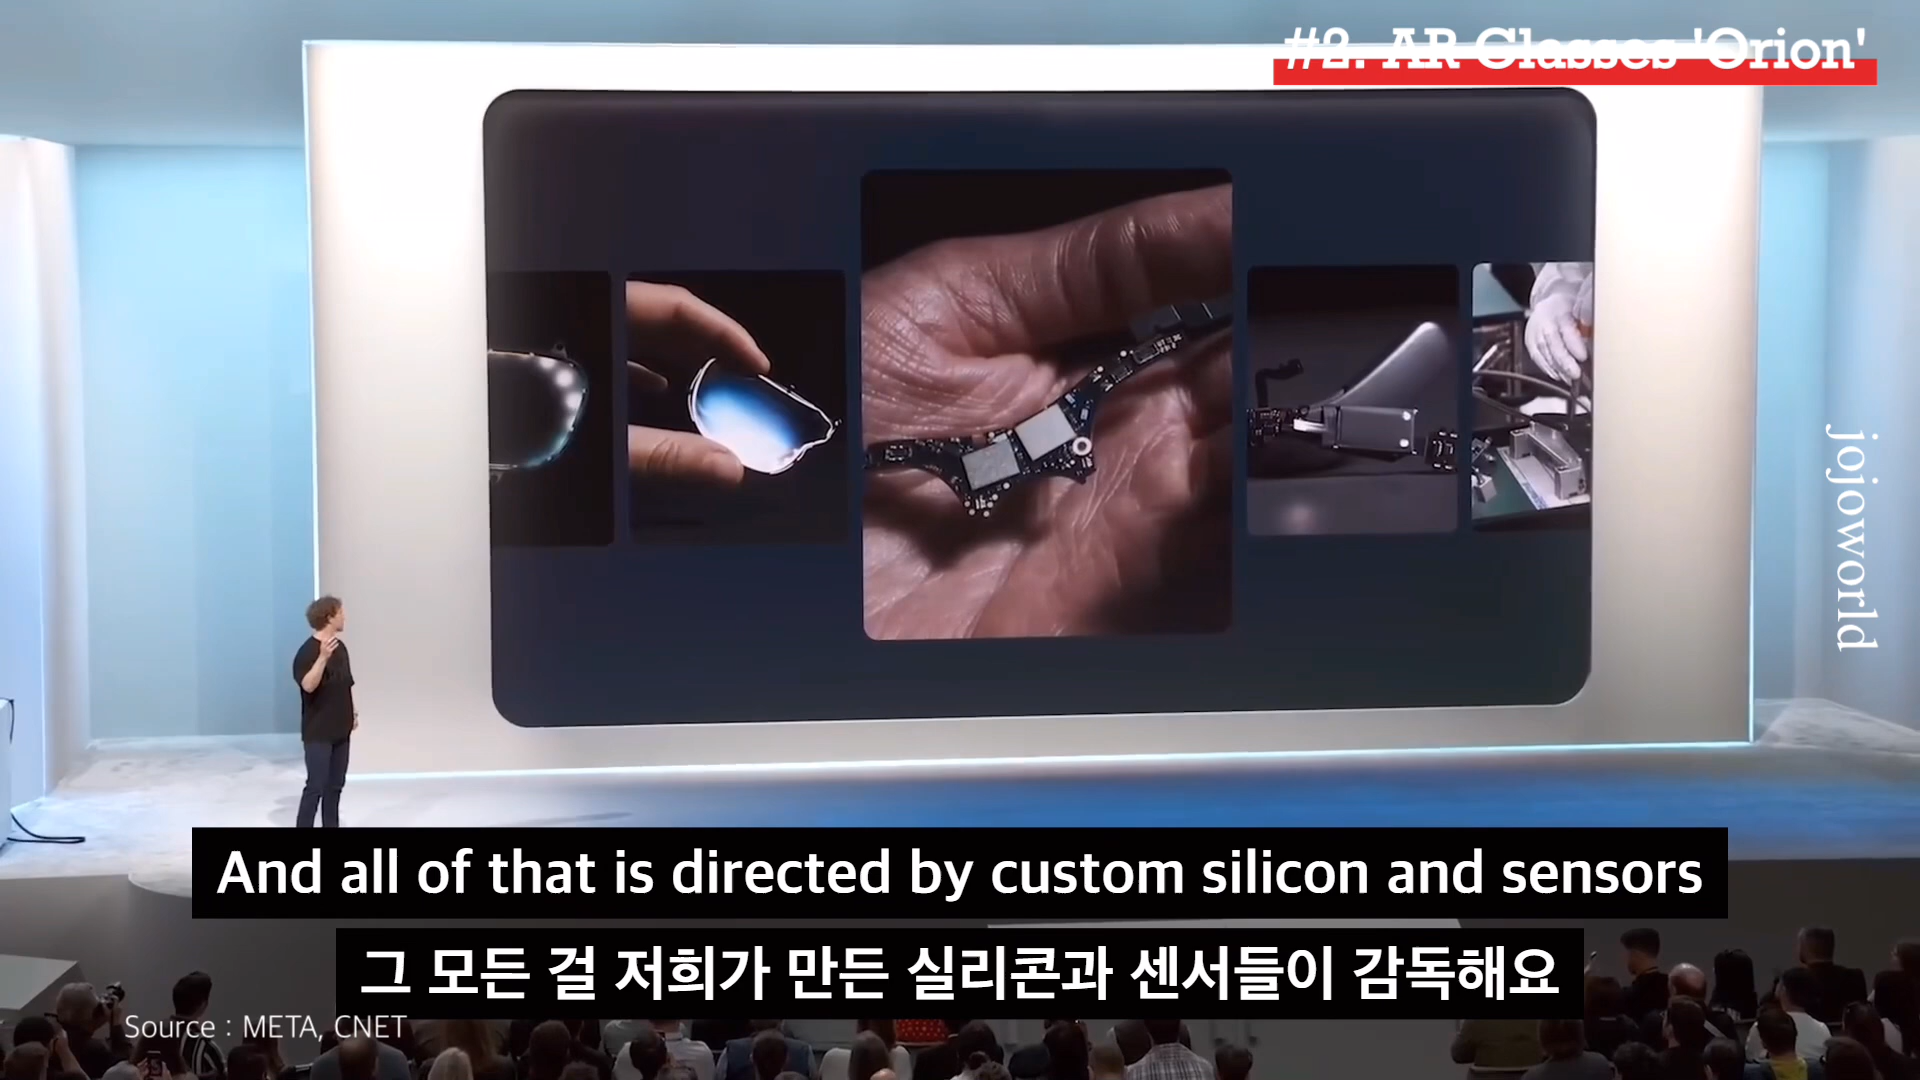 #2. AR Glasses 'Orion'
jojoworld
And all of that is directed by custom silicon and sensors
그 모든 걸 저희가 만든 실리콘과 센서들이 감독해요
Source : META, CNET